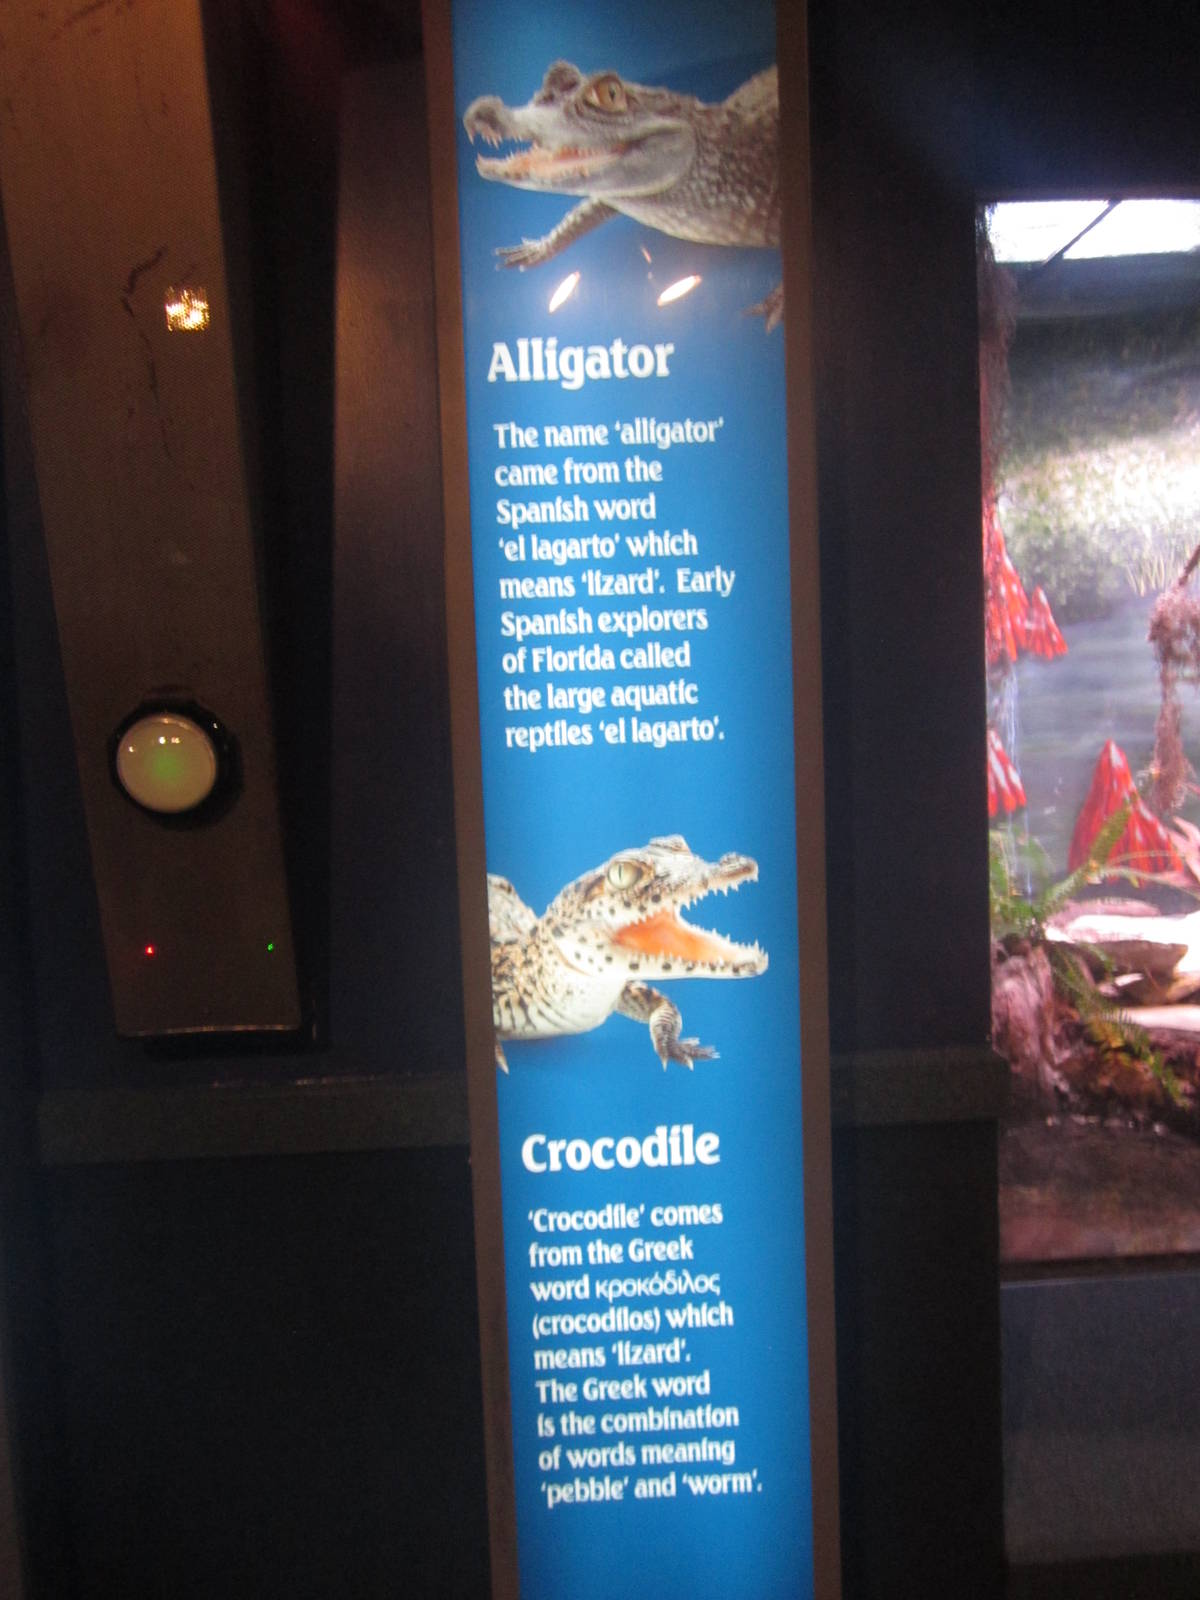 Alligator
The name ‘alligator’
came from the
Spanish word
‘el lagarto’ which
means ‘lizard’. Early
Spanish explorers
of Florida called
the large aquatic
reptiles ‘el lagarto’.
Crocodile
‘Crocodile’ comes
from the Greek
word κροκόδιλος
(crocodilos) which
means ‘lizard’.
The Greek word
is the combination
of words meaning
‘pebble’ and ‘worm’.